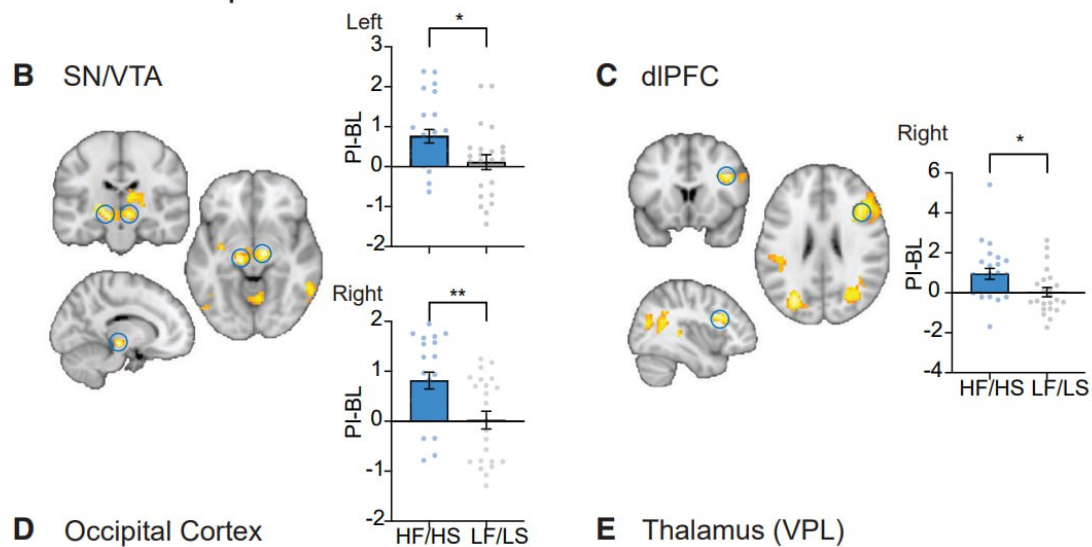 B SN/VTA
Left
*
3
2
1
0
-1
-2
PI-BL
Right
**
2
1
0
-1
-2
PI-BL
HF/HS LF/LS
C dlPFC
Right
*
6
4
2
0
-2
-4
PI-BL
HF/HS LF/LS
D Occipital Cortex
E Thalamus (VPL)